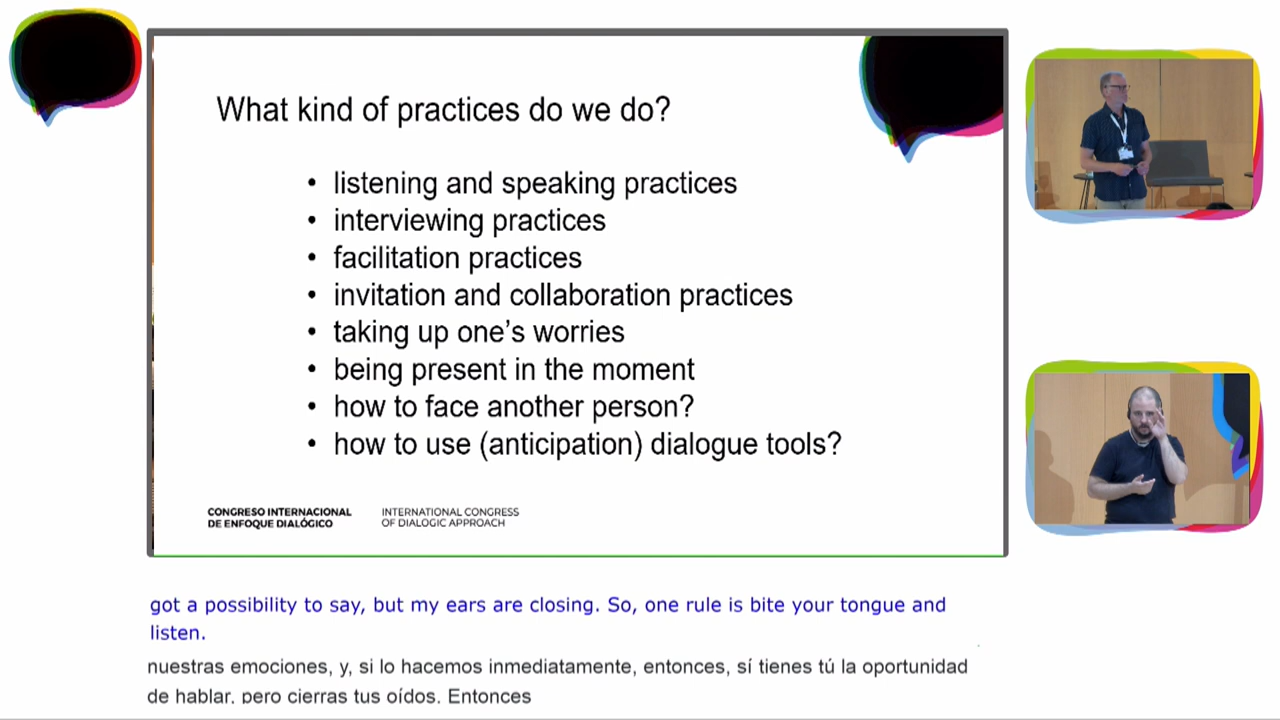 What kind of practices do we do?
• listening and speaking practices
• interviewing practices
• facilitation practices
• invitation and collaboration practices
• taking up one’s worries
• being present in the moment
• how to face another person?
• how to use (anticipation) dialogue tools?
CONGRESO INTERNACIONAL
DE ENFOQUE DIALÓGICO
INTERNATIONAL CONGRESS
OF DIALOGIC APPROACH
got a possibility to say, but my ears are closing. So, one rule is bite your tongue and
listen.
nuestras emociones, y, si lo hacemos inmediatamente, entonces, sí tienes tú la oportunidad
de hablar. pero cierras tus oídos. Entonces